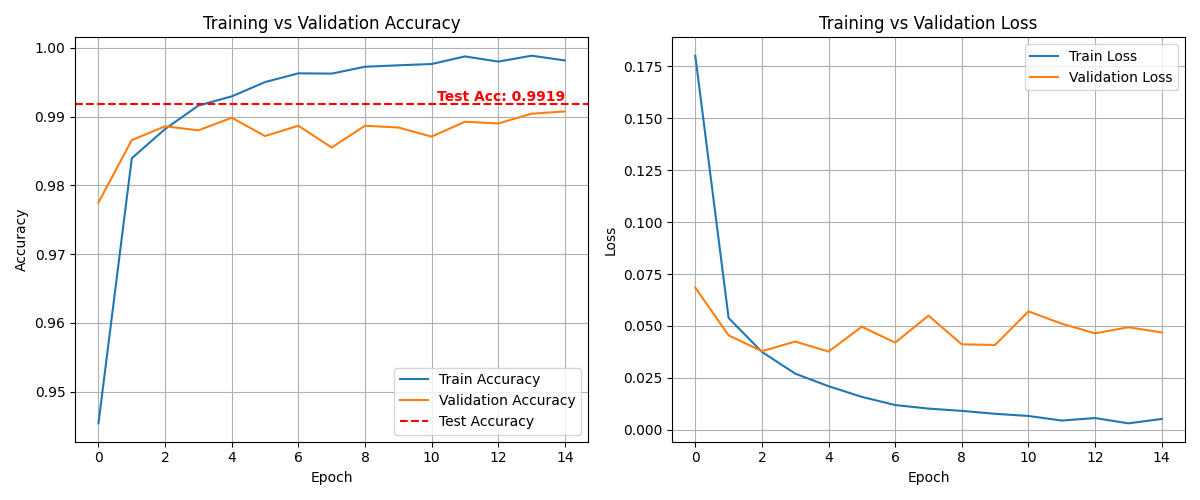 Training vs Validation Accuracy
1.00
0.99
0.98
0.97
0.96
0.95
Accuracy
Test Acc: 0.9919
Train Accuracy
Validation Accuracy
Test Accuracy
0 2 4 6 8 10 12 14
Epoch
Training vs Validation Loss
0.175
0.150
0.125
0.100
0.075
0.050
0.025
0.000
Loss
Train Loss
Validation Loss
0 2 4 6 8 10 12 14
Epoch